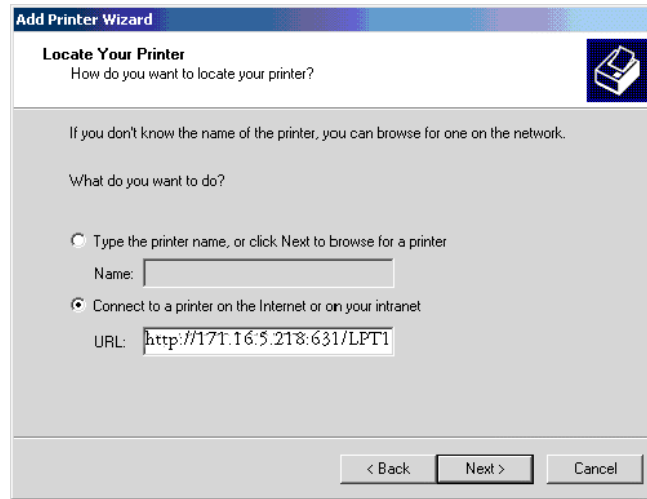 Add Printer Wizard
Locate Your Printer
How do you want to locate your printer?
If you don't know the name of the printer, you can browse for one on the network.
What do you want to do?
Type the printer name, or click Next to browse for a printer
Name:
Connect to a printer on the Internet or on your intranet
URL: http://171.16.5.218:631/LPT1
< Back Next > Cancel